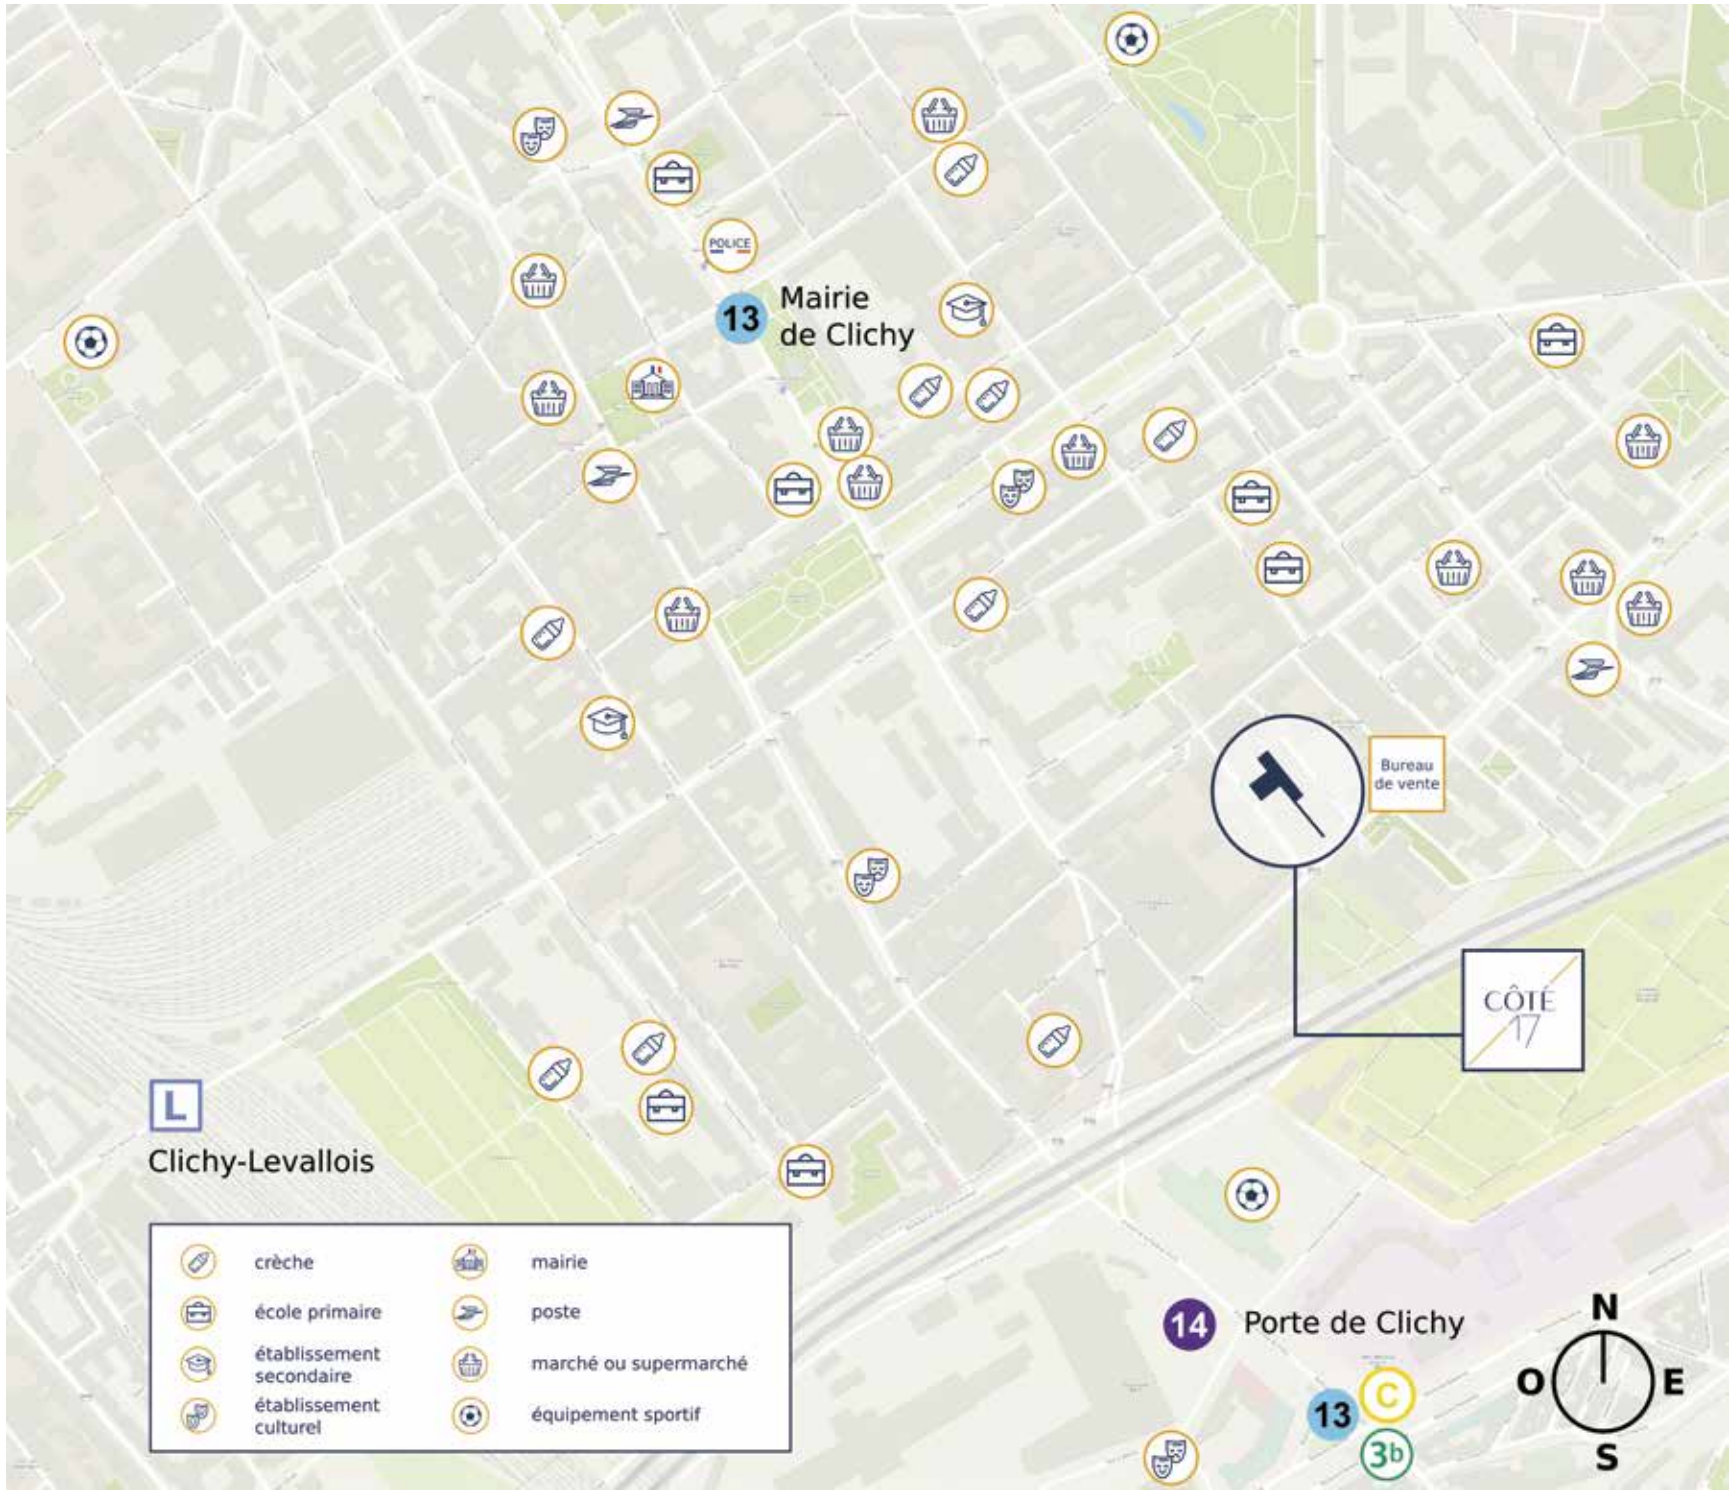 POLICE
13
Mairie
de Clichy
Bureau
de vente
CÔTÉ
17
L
Clichy-Levallois
crèche
mairie
école primaire
poste
établissement
secondaire
marché ou supermarché
établissement
culturel
équipement sportif
14
Porte de Clichy
13
C
3b
N
O
E
S